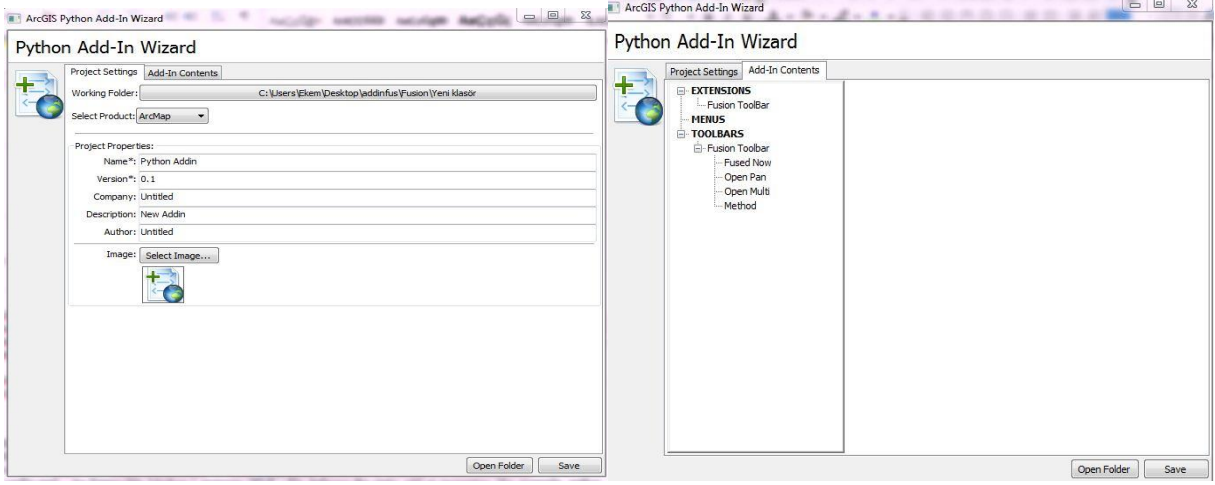 ArcGIS Python Add-In Wizard
Python Add-In Wizard
Project Settings Add-In Contents
Working Folder: C:\Users\Ekem\Desktop\addinfus\Fusion\Yeni klasör
Select Product: ArcMap
Project Properties:
Name*: Python Addin
Version*: 0.1
Company: Untitled
Description: New Addin
Author: Untitled
Image: Select Image...
Open Folder Save
ArcGIS Python Add-In Wizard
Python Add-In Wizard
Project Settings Add-In Contents
EXTENSIONS
Fusion ToolBar
MENUS
TOOLBARS
Fusion Toolbar
Fused Now
Open Pan
Open Multi
Method
Open Folder Save